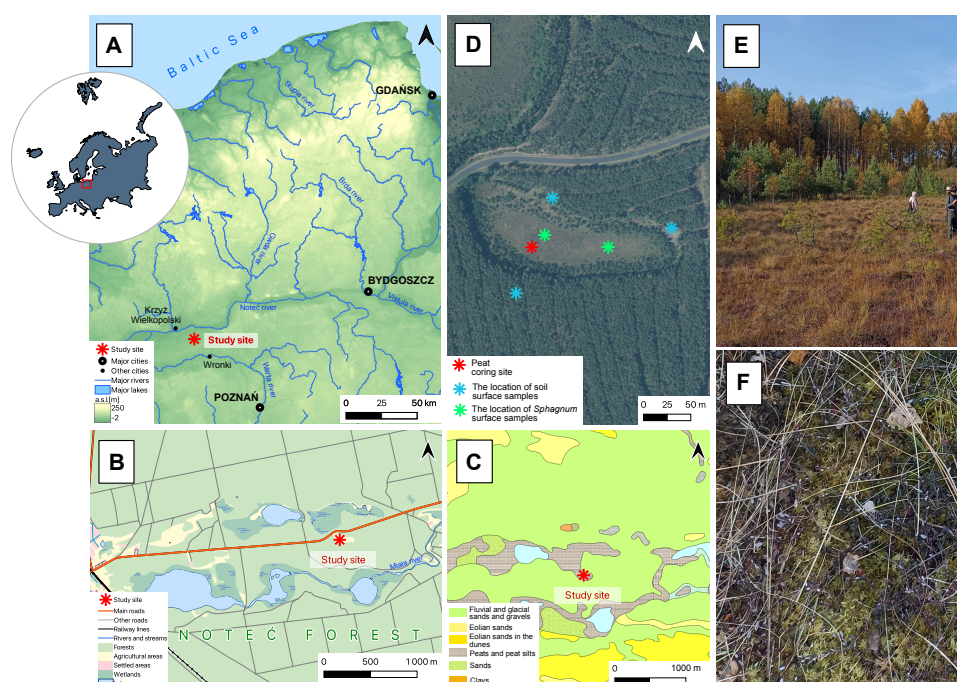 A
Baltic Sea
GDAŃSK
Słupia river
Brda river
Gwda river
BYDGOSZCZ
Vistula river
Noteć river
Krzyż
Wielkopolski
Study site
Wronki
Warta river
POZNAŃ
Study site
Major cities
Other cities
Major rivers
Major lakes
a.s.l.[m]
250
-2
0 25 50 km
D
Peat
coring site
The location of soil
surface samples
The location of Sphagnum
surface samples
0 25 50 m
E
B
Study site
Miała river
NOTEĆ FOREST
Study site
Main roads
Other roads
Railway lines
Rivers and streams
Forests
Agricultural areas
Settled areas
Wetlands
0 500 1000 m
C
Study site
Fluvial and glacial
sands and gravels
Eolian sands
Eolian sands in the
dunes
Peats and peat silts
Sands
Clays
0 1000 m
F